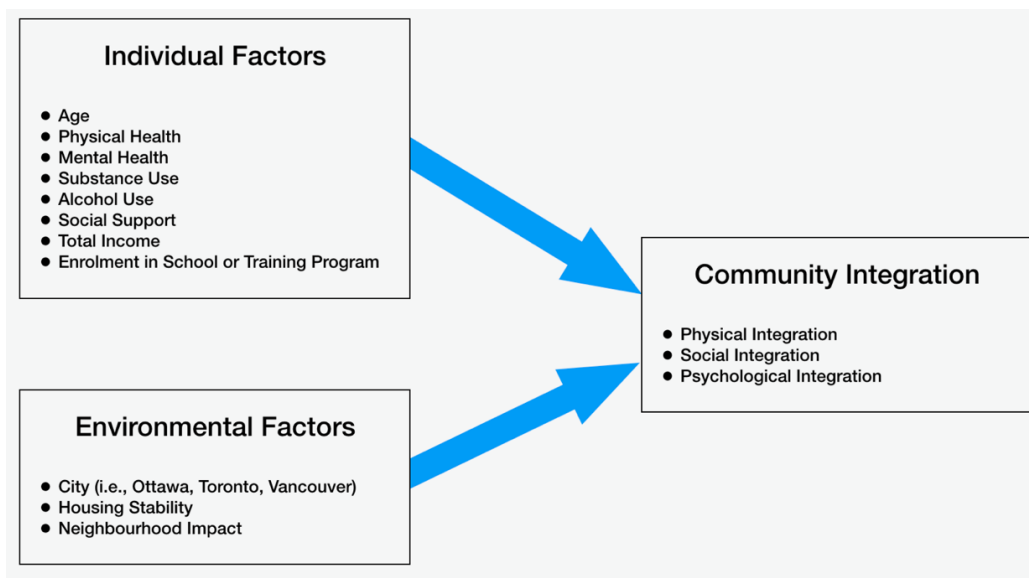 Individual Factors
● Age
● Physical Health
● Mental Health
● Substance Use
● Alcohol Use
● Social Support
● Total Income
● Enrolment in School or Training Program
Environmental Factors
● City (i.e., Ottawa, Toronto, Vancouver)
● Housing Stability
● Neighbourhood Impact
Community Integration
● Physical Integration
● Social Integration
● Psychological Integration